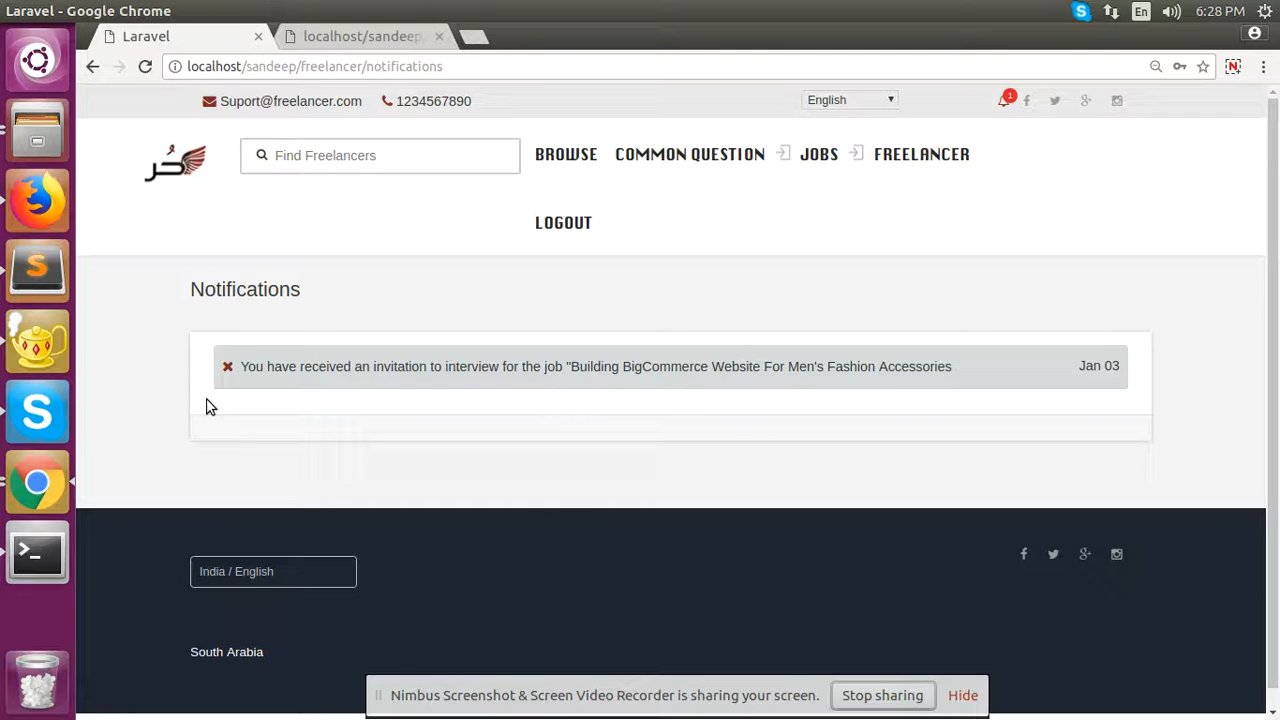 Laravel - Google Chrome
En
6:28 PM
Laravel
localhost/sandeep
localhost/sandeep/freelancer/notifications
N
Suport@freelancer.com
1234567890
English
1
حُر
Find Freelancers
BROWSE
COMMON QUESTION
JOBS
FREELANCER
LOGOUT
Notifications
You have received an invitation to interview for the job "Building BigCommerce Website For Men's Fashion Accessories
Jan 03
India / English
South Arabia
Nimbus Screenshot & Screen Video Recorder is sharing your screen.
Stop sharing
Hide